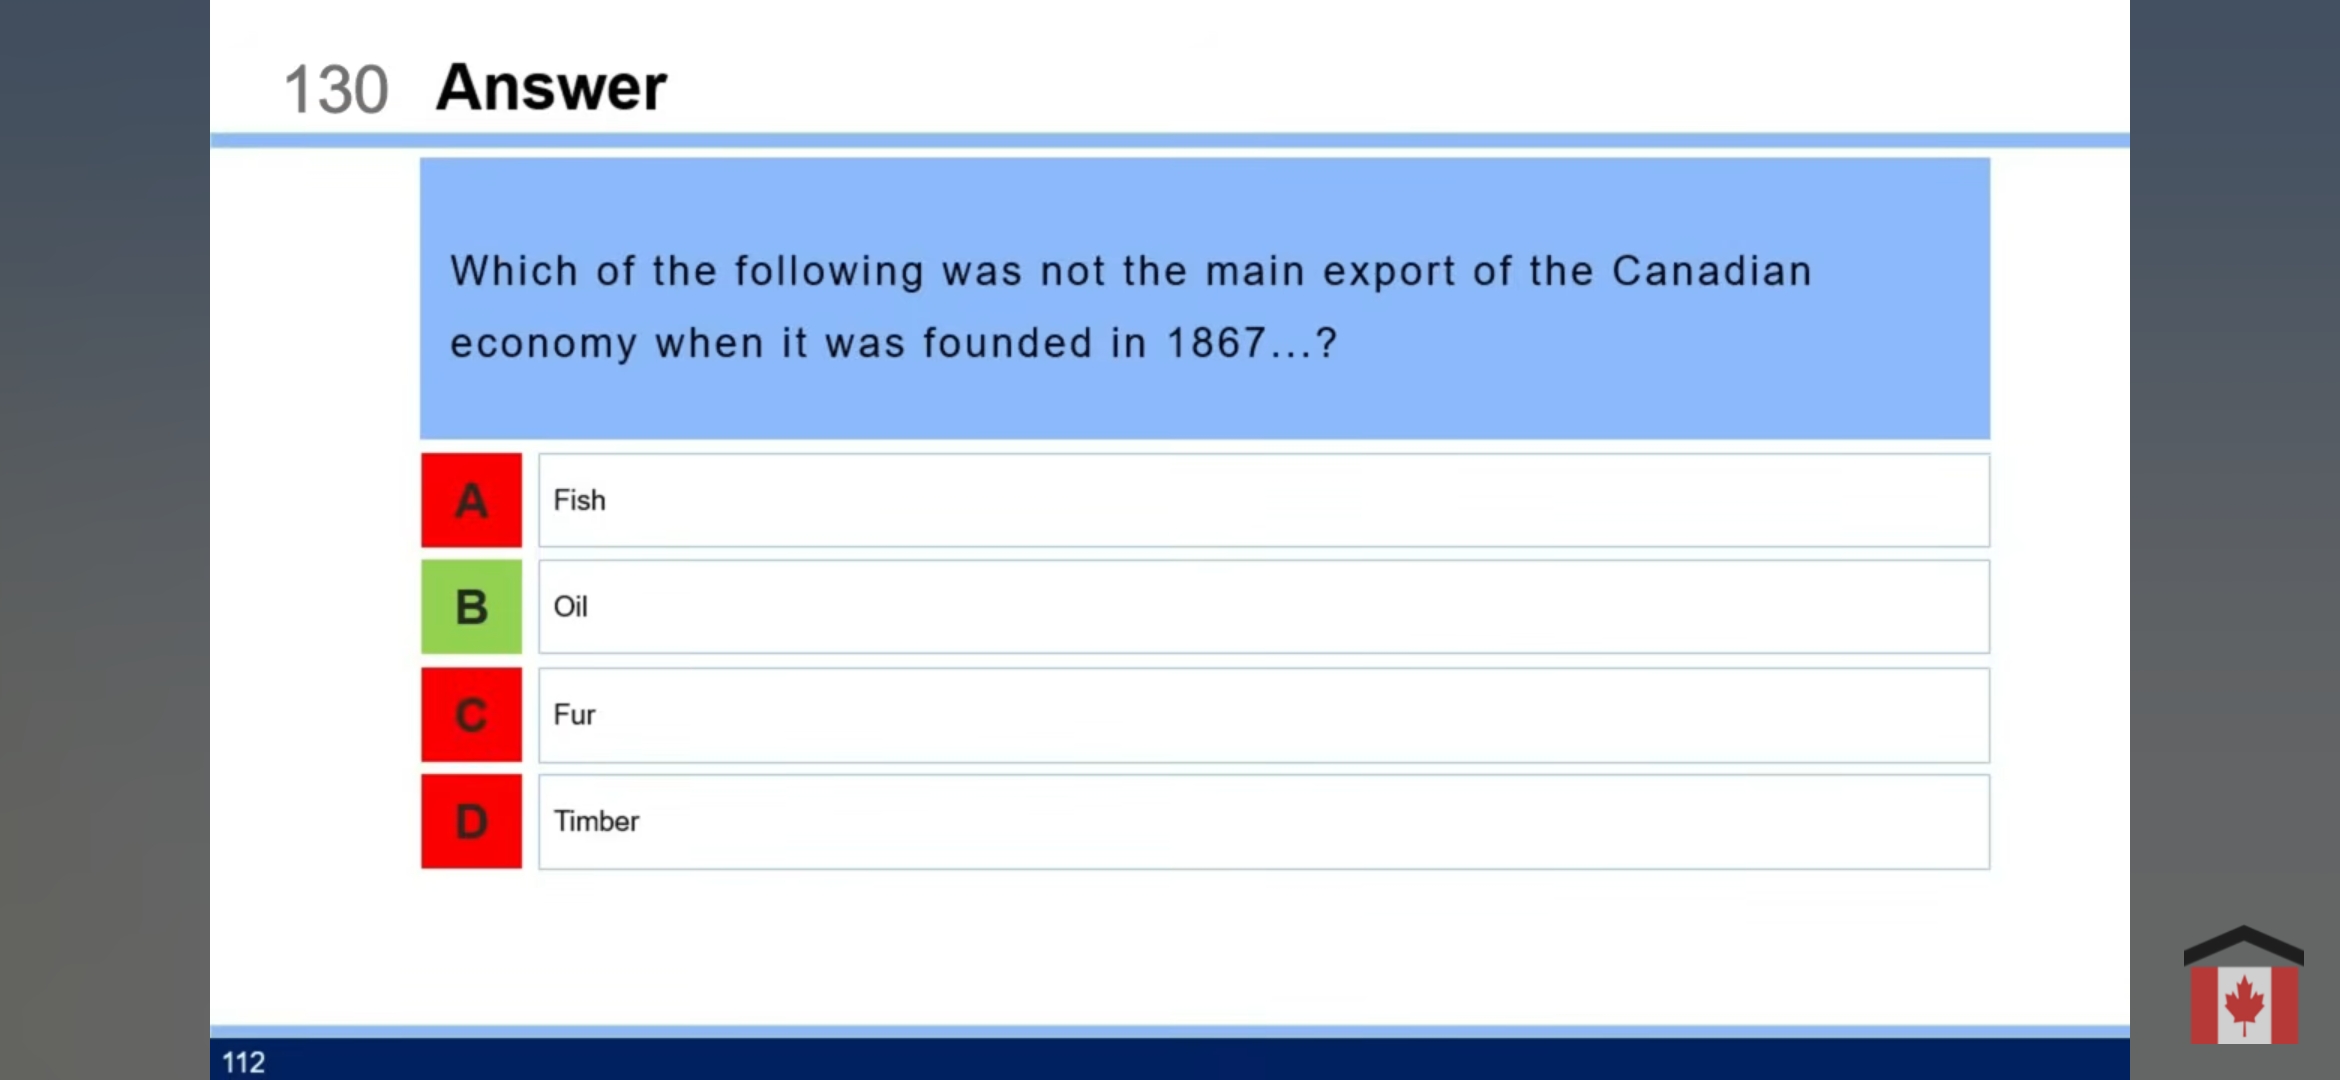 130 Answer
Which of the following was not the main export of the Canadian
economy when it was founded in 1867...?
A Fish
B Oil
C Fur
D Timber
112